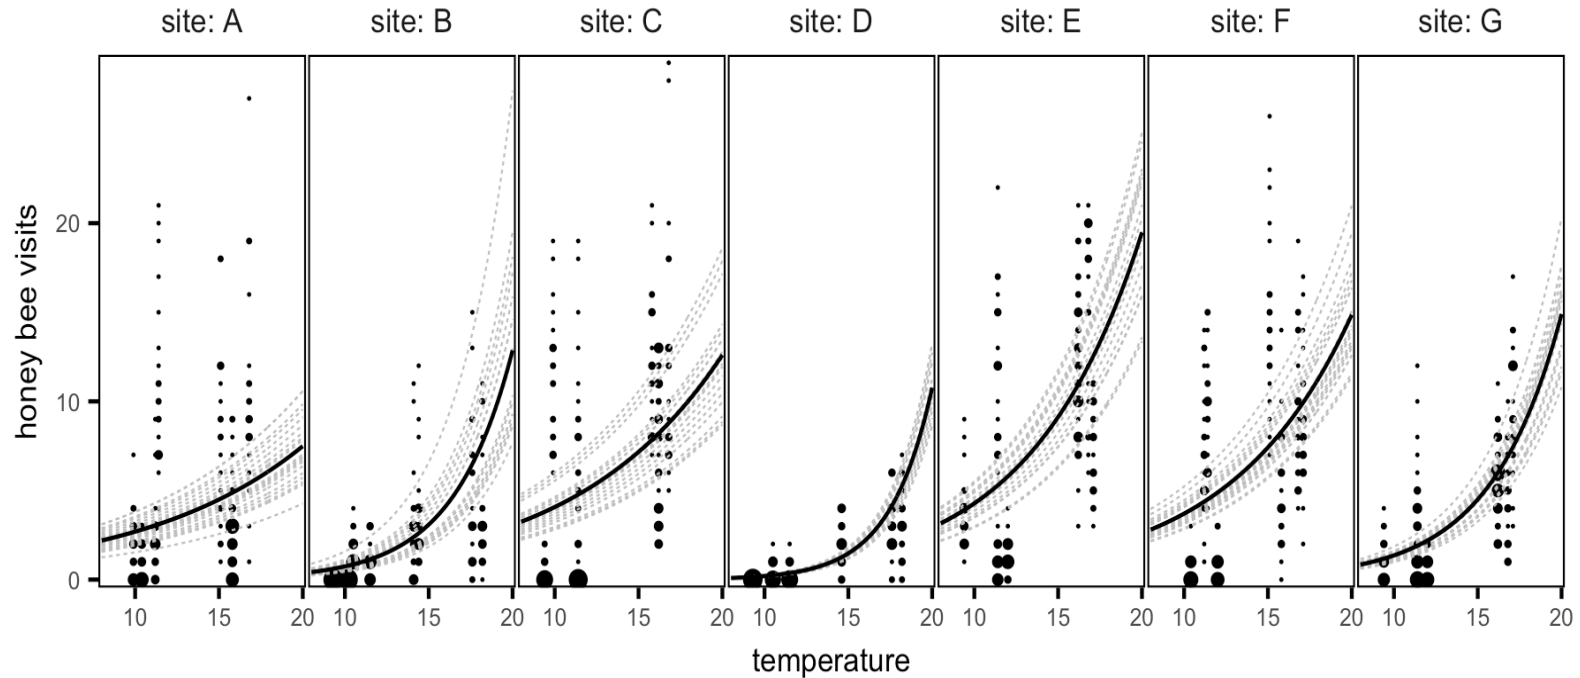 site: A site: B site: C site: D site: E site: F site: G
honey bee visits
20
10
0
10 15 20 10 15 20 10 15 20 10 15 20 10 15 20 10 15 20 10 15 20
temperature